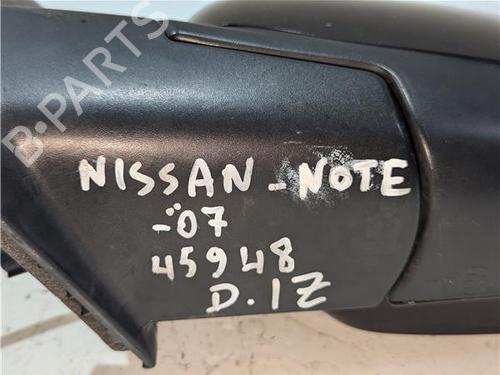 B-PARTS
NISSAN-NOTE
-07
45948
D.IZ